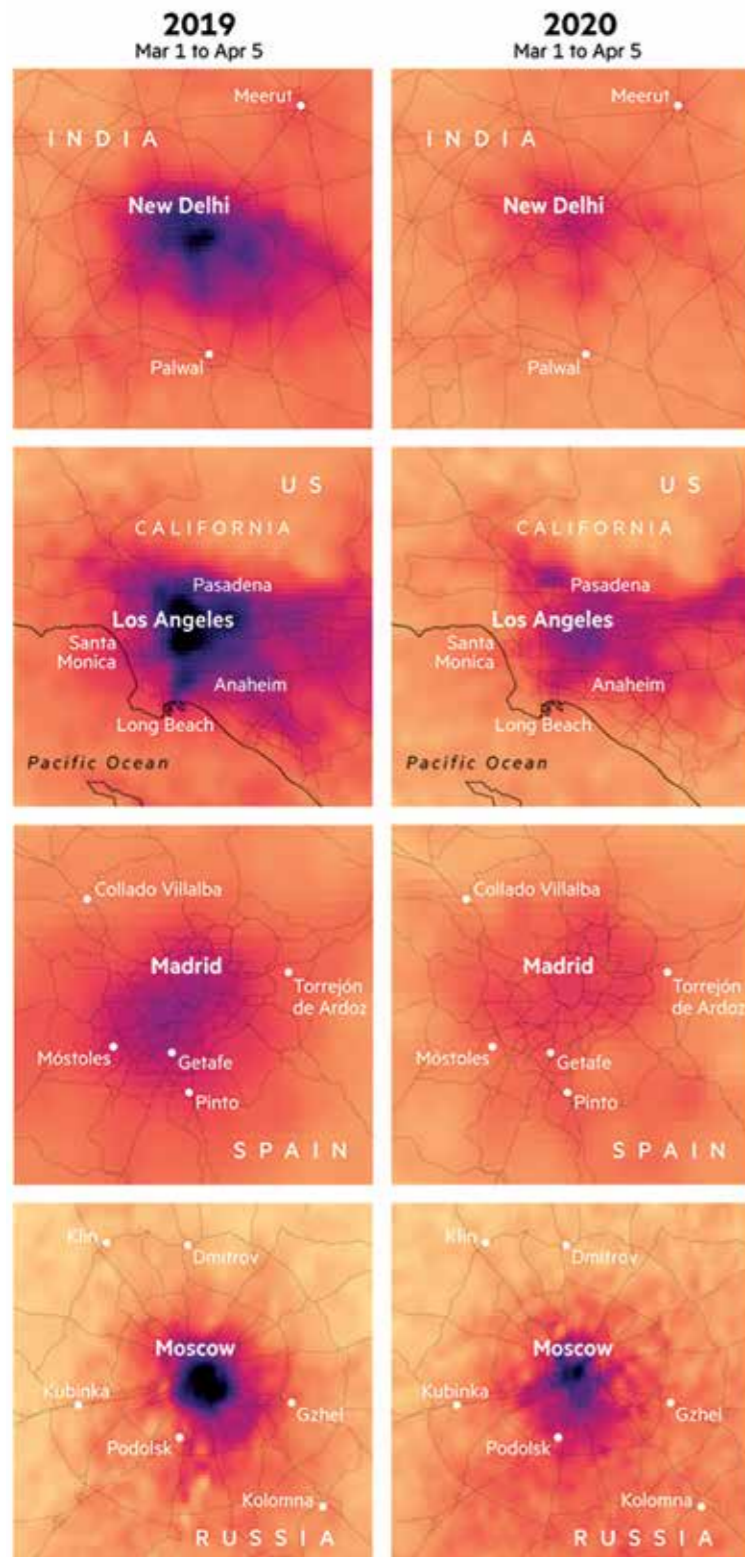 2019
Mar 1 to Apr 5
2020
Mar 1 to Apr 5
Meerut
INDIA
New Delhi
Palwal
Meerut
INDIA
New Delhi
Palwal
US
CALIFORNIA
Pasadena
Los Angeles
Santa
Monica
Anaheim
Long Beach
Pacific Ocean
US
CALIFORNIA
Pasadena
Los Angeles
Santa
Monica
Anaheim
Long Beach
Pacific Ocean
Collado Villalba
Madrid
Torrejón
de Ardoz
Móstoles
Getafe
Pinto
SPAIN
Collado Villalba
Madrid
Torrejón
de Ardoz
Móstoles
Getafe
Pinto
SPAIN
Klin
Dmitrov
Moscow
Kubinka
Gzhel
Podolsk
Kolomna
RUSSIA
Klin
Dmitrov
Moscow
Kubinka
Gzhel
Podolsk
Kolomna
RUSSIA